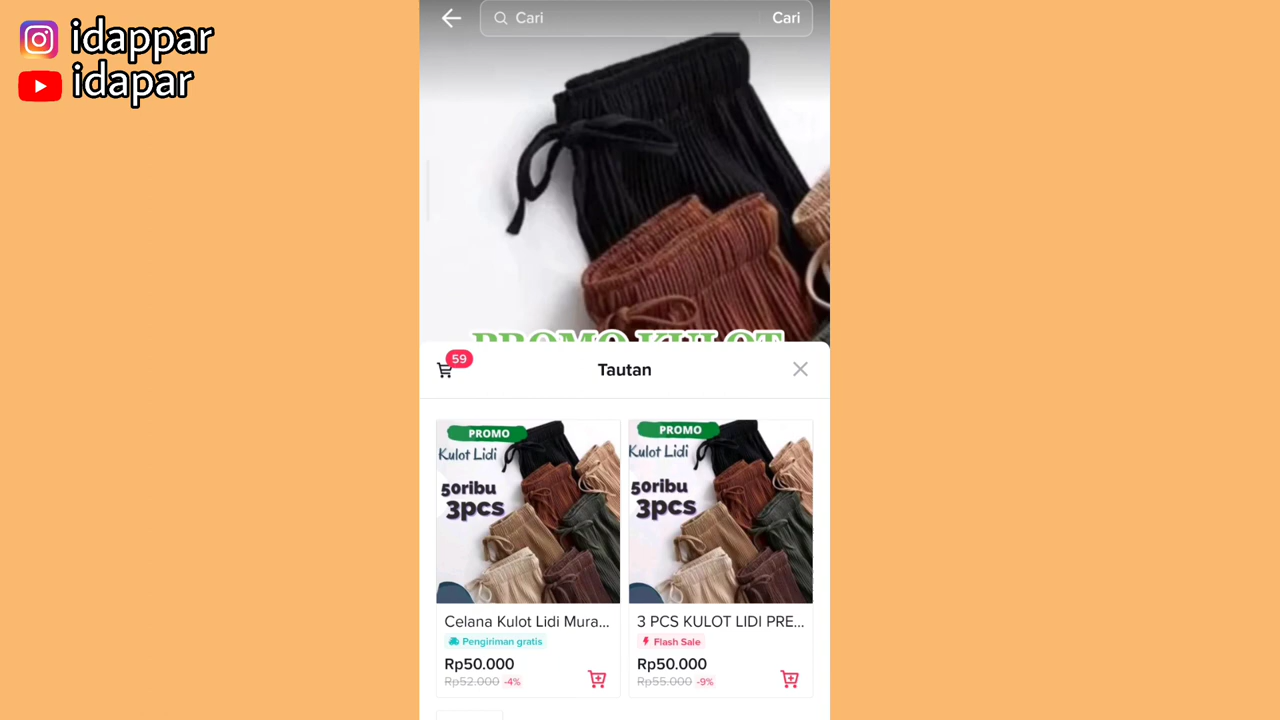 idappar
idapar
Cari
Cari
PROMO KULOT
59
Tautan
PROMO
Kulot Lidi
50ribu
3pcs
PROMO
Kulot Lidi
50ribu
3pcs
Celana Kulot Lidi Mura...
Pengiriman gratis
Rp50.000
Rp52.000 -4%
3 PCS KULOT LIDI PRE...
Flash Sale
Rp50.000
Rp55.000 -9%